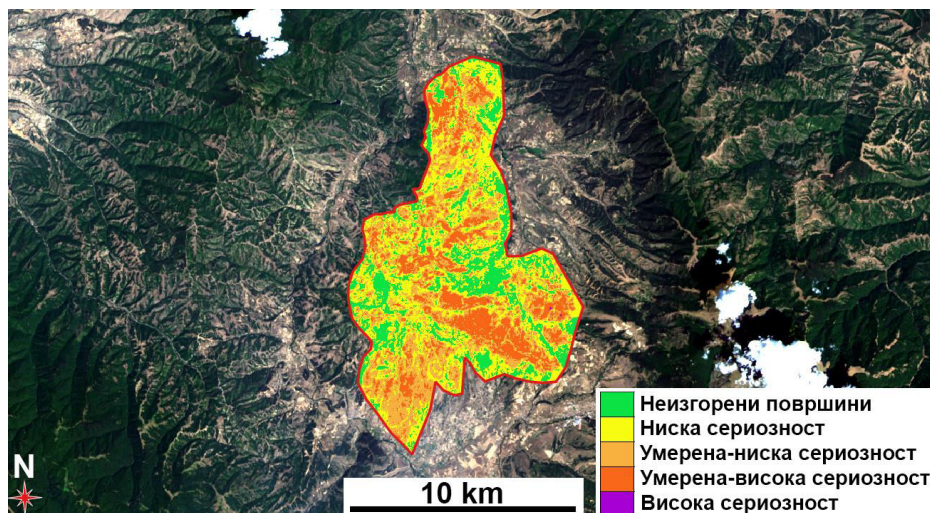 Неизгорени површини
Ниска сериозност
Умерена-ниска сериозност
Умерена-висока сериозност
Висока сериозност
N
10 km